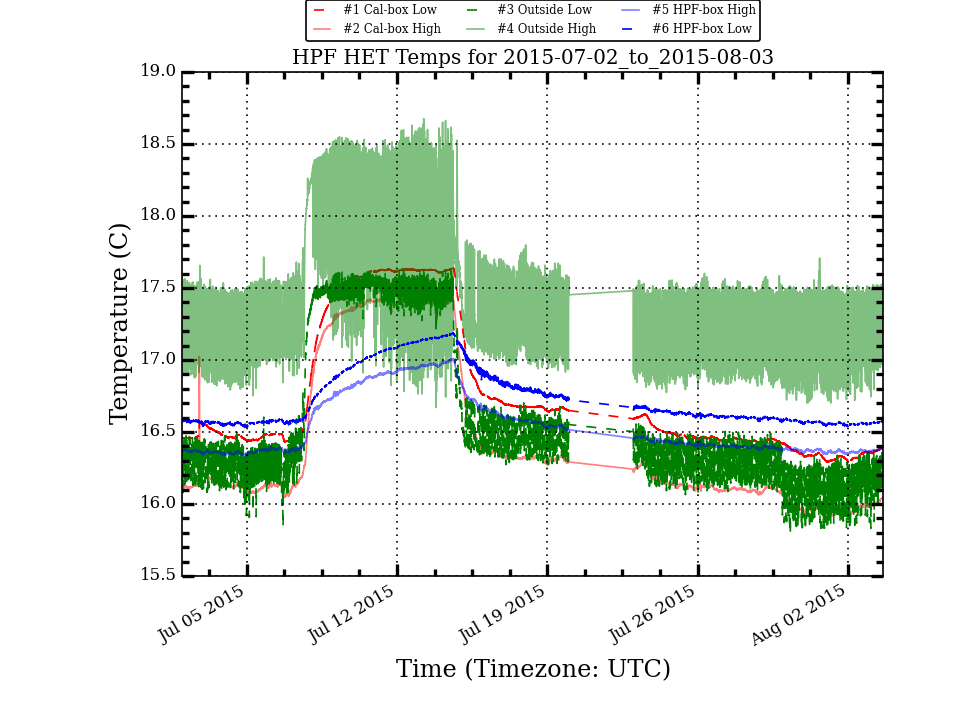 #1 Cal-box Low #3 Outside Low #5 HPF-box High
#2 Cal-box High #4 Outside High #6 HPF-box Low
HPF HET Temps for 2015-07-02_to_2015-08-03
19.0
18.5
18.0
17.5
17.0
16.5
16.0
15.5
Temperature (C)
Jul 05 2015 Jul 12 2015 Jul 19 2015 Jul 26 2015 Aug 02 2015
Time (Timezone: UTC)